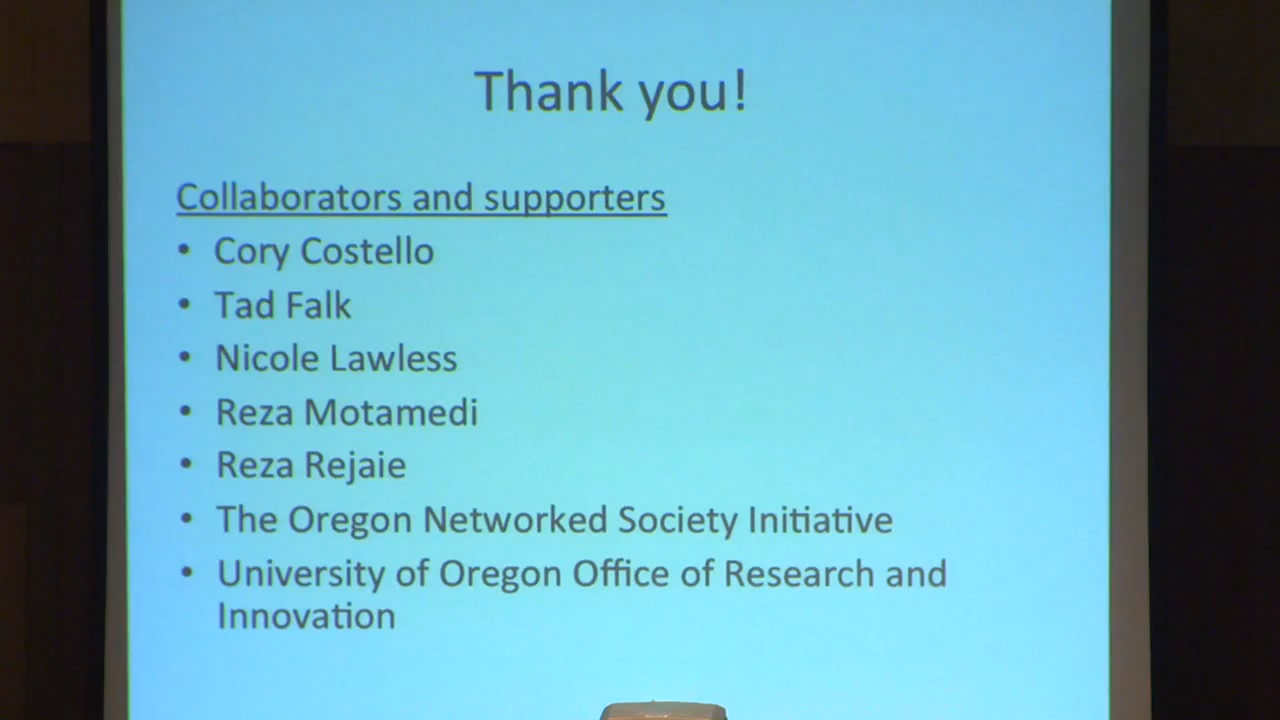 Thank you!
Collaborators and supporters
• Cory Costello
• Tad Falk
• Nicole Lawless
• Reza Motamedi
• Reza Rejaie
• The Oregon Networked Society Initiative
• University of Oregon Office of Research and
Innovation